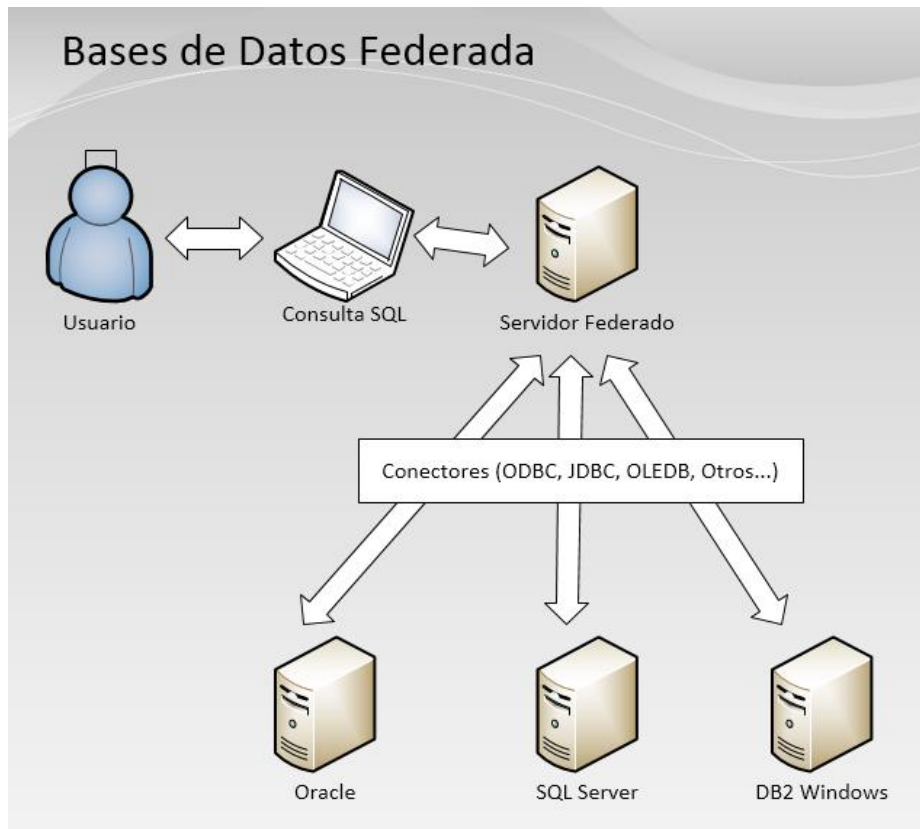 Bases de Datos Federada
Usuario
Consulta SQL
Servidor Federado
Conectores (ODBC, JDBC, OLEDB, Otros...)
Oracle
SQL Server
DB2 Windows